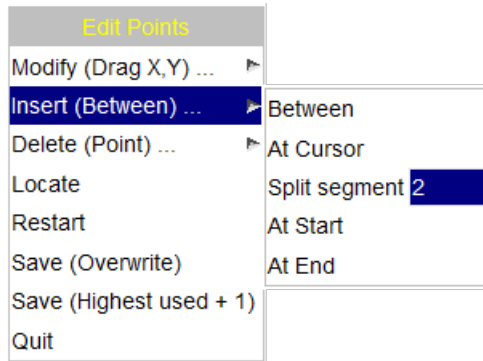 Edit Points
Modify (Drag X,Y) ...
Insert (Between) ...
Delete (Point) ...
Locate
Restart
Save (Overwrite)
Save (Highest used + 1)
Quit
Between
At Cursor
Split segment 2
At Start
At End